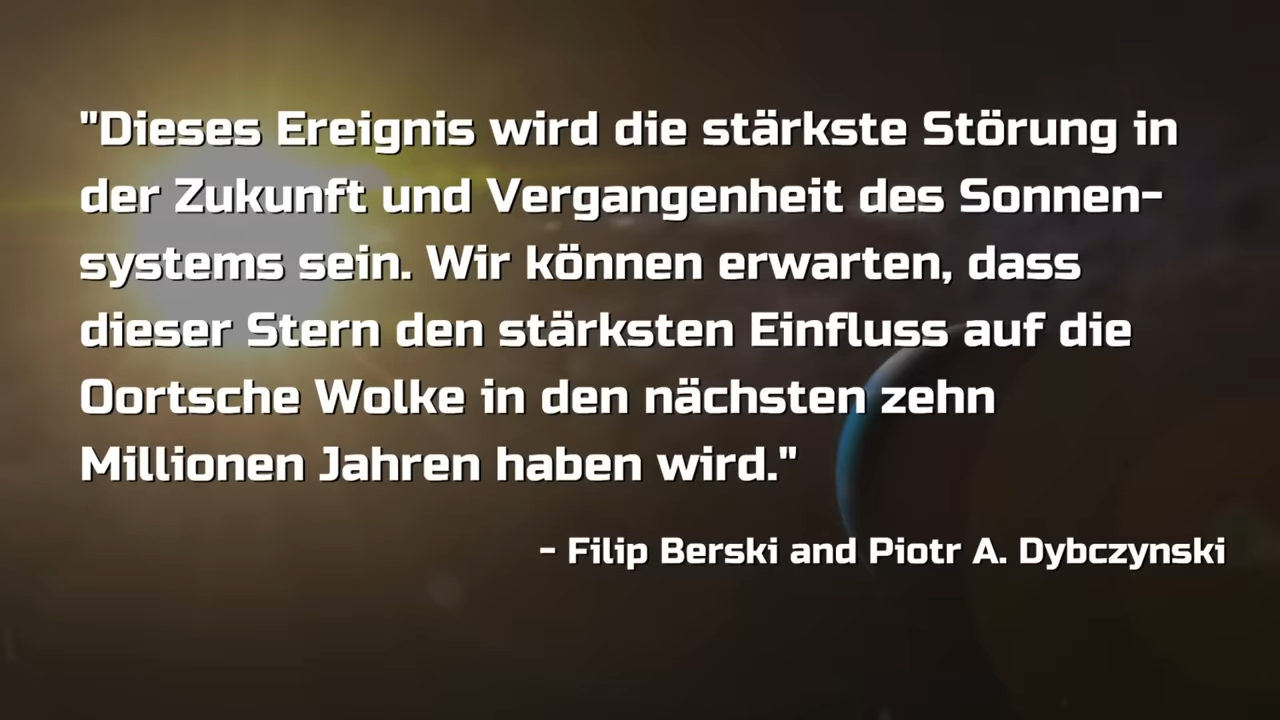 "Dieses Ereignis wird die stärkste Störung in
der Zukunft und Vergangenheit des Sonnen-
systems sein. Wir können erwarten, dass
dieser Stern den stärksten Einfluss auf die
Oortsche Wolke in den nächsten zehn
Millionen Jahren haben wird."
- Filip Berski and Piotr A. Dybczynski